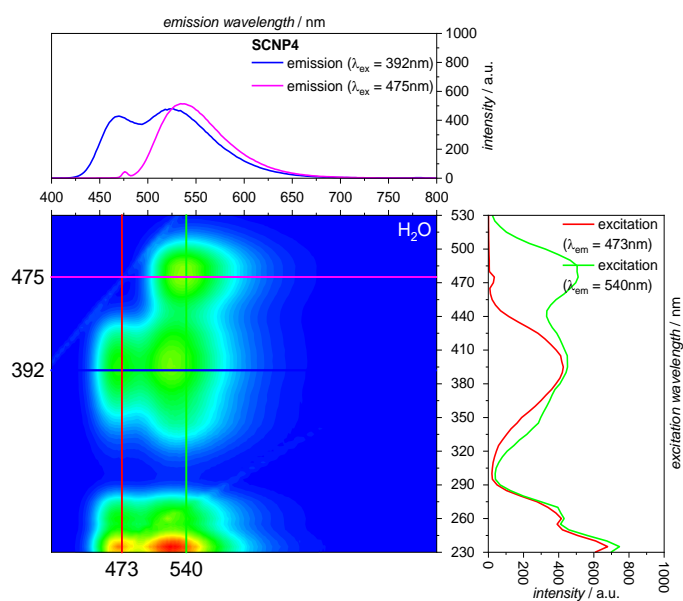 emission wavelength / nm
SCNP4
emission (λex = 392nm)
emission (λex = 475nm)
1000
800
600
400
200
0
intensity / a.u.
400 450 500 550 600 650 700 750 800
H2O
475
392
473 540
530
500
470
440
410
380
350
320
290
260
230
excitation
(λem = 473nm)
excitation
(λem = 540nm)
excitation wavelength / nm
0 200 400 600 800 1000
intensity / a.u.